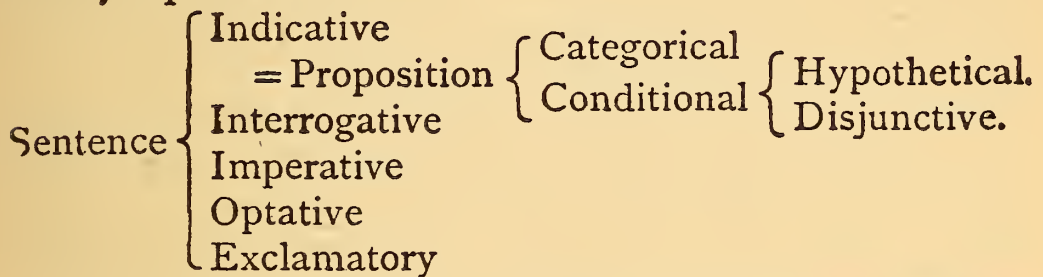 Indicative
= Proposition { Categorical
Conditional { Hypothetical.
Disjunctive.
Sentence { Interrogative
Imperative
Optative
Exclamatory